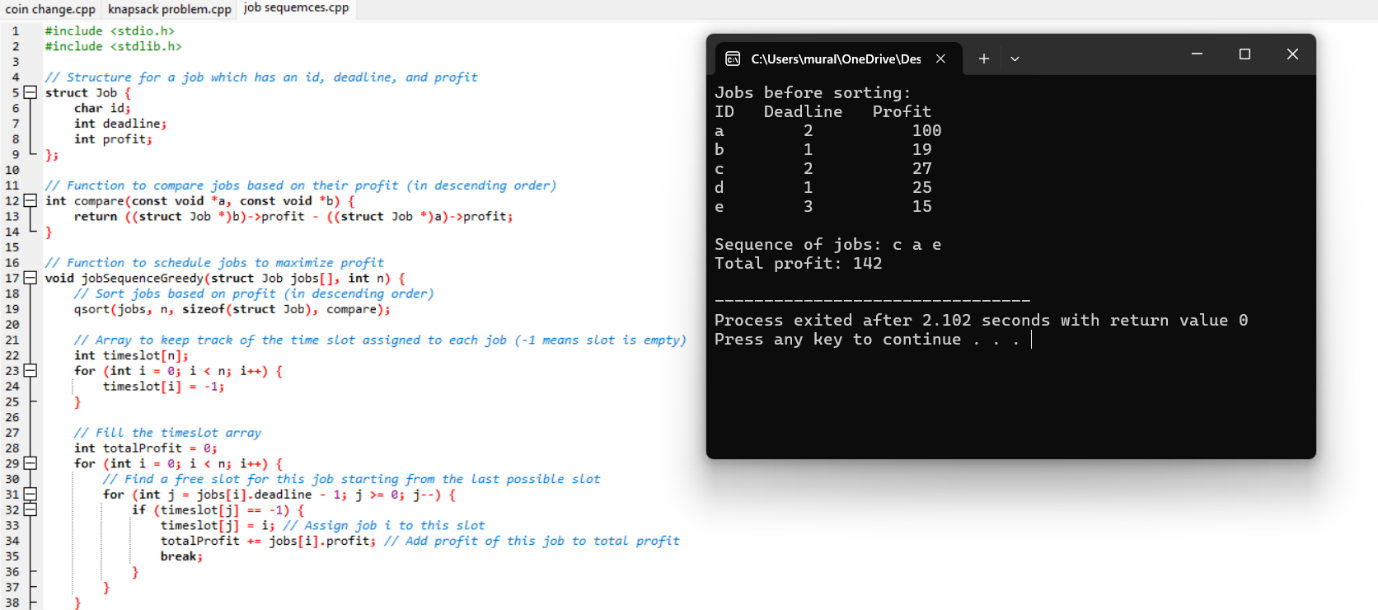 coin change.cpp knapsack problem.cpp job sequemces.cpp
1 #include <stdio.h>
2 #include <stdlib.h>
3
4 // Structure for a job which has an id, deadline, and profit
5 struct Job {
6 char id;
7 int deadline;
8 int profit;
9 };
10
11 // Function to compare jobs based on their profit (in descending order)
12 int compare(const void *a, const void *b) {
13 return ((struct Job *)b)->profit - ((struct Job *)a)->profit;
14 }
15
16 // Function to schedule jobs to maximize profit
17 void jobSequenceGreedy(struct Job jobs[], int n) {
18 // Sort jobs based on profit (in descending order)
19 qsort(jobs, n, sizeof(struct Job), compare);
20
21 // Array to keep track of the time slot assigned to each job (-1 means slot is empty)
22 int timeslot[n];
23 for (int i = 0; i < n; i++) {
24 timeslot[i] = -1;
25 }
26
27 // Fill the timeslot array
28 int totalProfit = 0;
29 for (int i = 0; i < n; i++) {
30 // Find a free slot for this job starting from the last possible slot
31 for (int j = jobs[i].deadline - 1; j >= 0; j--) {
32 if (timeslot[j] == -1) {
33 timeslot[j] = i; // Assign job i to this slot
34 totalProfit += jobs[i].profit; // Add profit of this job to total profit
35 break;
36 }
37 }
38 }
C:\Users\mural\OneDrive\Des
Jobs before sorting:
ID Deadline Profit
a 2 100
b 1 19
c 2 27
d 1 25
e 3 15
Sequence of jobs: c a e
Total profit: 142
--------------------------------
Process exited after 2.102 seconds with return value 0
Press any key to continue . . .